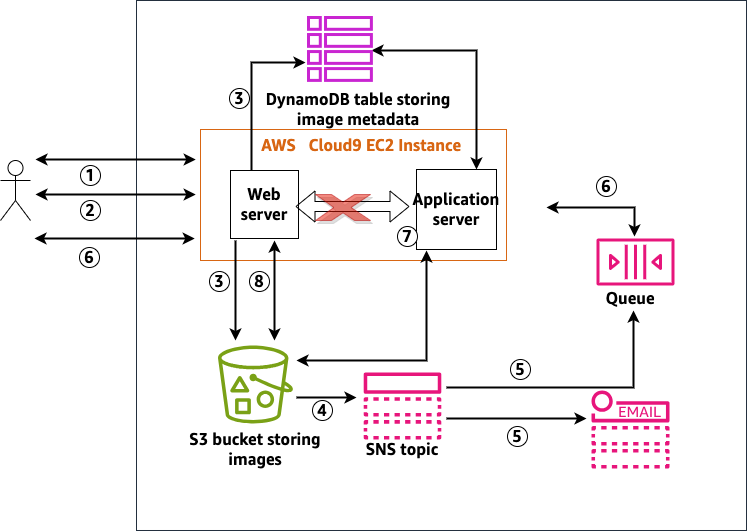 3
DynamoDB table storing
image metadata
AWS Cloud9 EC2 Instance
1
2
6
Web
server
Application
server
7
6
Queue
3
8
S3 bucket storing
images
4
SNS topic
5
5
EMAIL